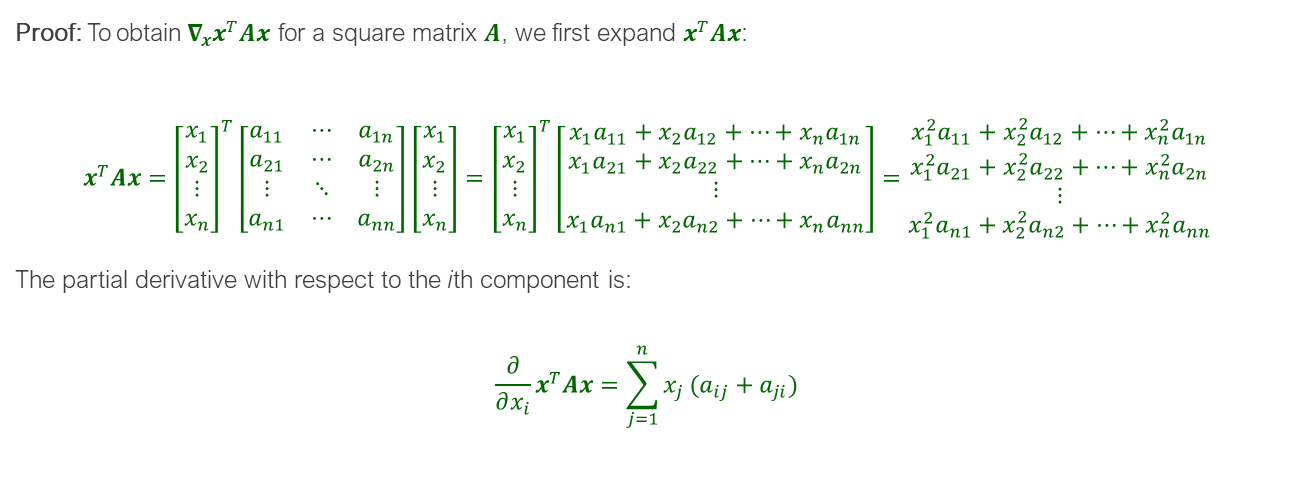 Proof: To obtain ∇ₓxᵀAx for a square matrix A, we first expand xᵀAx:
xᵀAx = [x₁ x₂ ⋮ xₙ]ᵀ [a₁₁ ⋯ a₁ₙ a₂₁ ⋯ a₂ₙ ⋮ ⋱ ⋮ aₙ₁ ⋯ aₙₙ] [x₁ x₂ ⋮ xₙ] = [x₁ x₂ ⋮ xₙ]ᵀ [x₁a₁₁ + x₂a₁₂ + ⋯ + xₙa₁ₙ x₁a₂₁ + x₂a₂₂ + ⋯ + xₙa₂ₙ ⋮ x₁aₙ₁ + x₂aₙ₂ + ⋯ + xₙaₙₙ] = x₁²a₁₁ + x₂²a₁₂ + ⋯ + xₙ²a₁ₙ x₁²a₂₁ + x₂²a₂₂ + ⋯ + xₙ²a₂ₙ ⋮ x₁²aₙ₁ + x₂²aₙ₂ + ⋯ + xₙ²aₙₙ
The partial derivative with respect to the ith component is:
∂/∂xᵢ xᵀAx = ∑ⱼ₌₁ⁿ xⱼ (aᵢⱼ + aⱼᵢ)